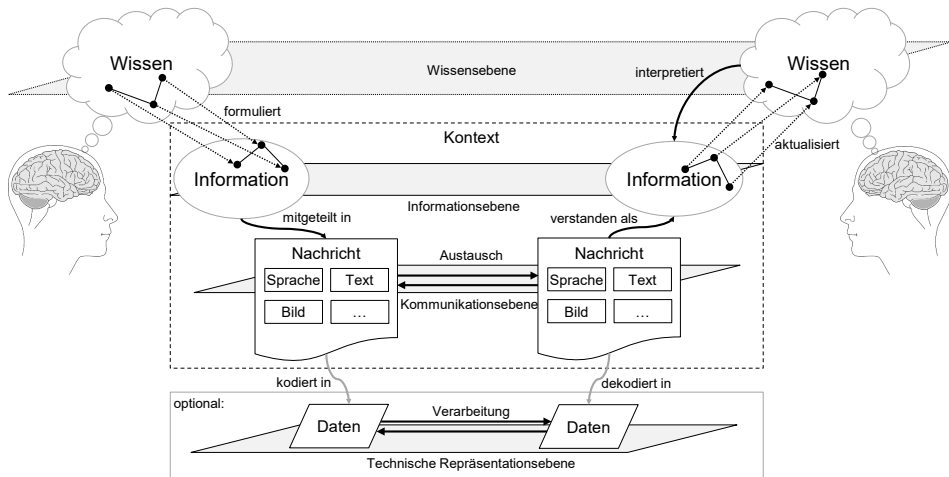 Wissen
Wissensebene
interpretiert
Wissen
formuliert
Kontext
aktualisiert
Information
Information
Informationsebene
mitgeteilt in
verstanden als
Nachricht
Austausch
Nachricht
Sprache
Text
Sprache
Text
Kommunikationsebene
Bild
…
Bild
…
kodiert in
dekodiert in
optional:
Daten
Verarbeitung
Daten
Technische Repräsentationsebene